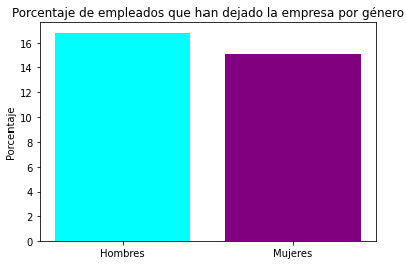 Porcentaje de empleados que han dejado la empresa por género
Porcentaje
16
14
12
10
8
6
4
2
0
Hombres
Mujeres